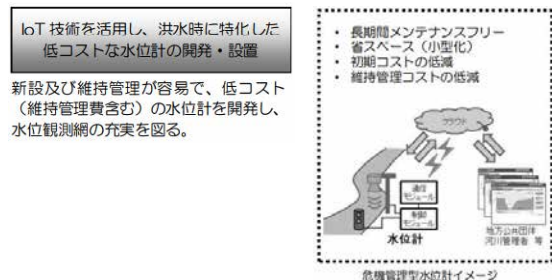 IoT 技術を活用し、洪水時に特化した
低コストな水位計の開発・設置
新設及び維持管理が容易で、低コスト
（維持管理費含む）の水位計を開発し、
水位観測網の充実を図る。
・ 長期間メンテナンスフリー
・ 省スペース（小型化）
・ 初期コストの低減
・ 維持管理コストの低減
クラウド
通信
モジュール
制御
モジュール
水位計
地方公共団体
河川管理者 等
危機管理型水位計イメージ